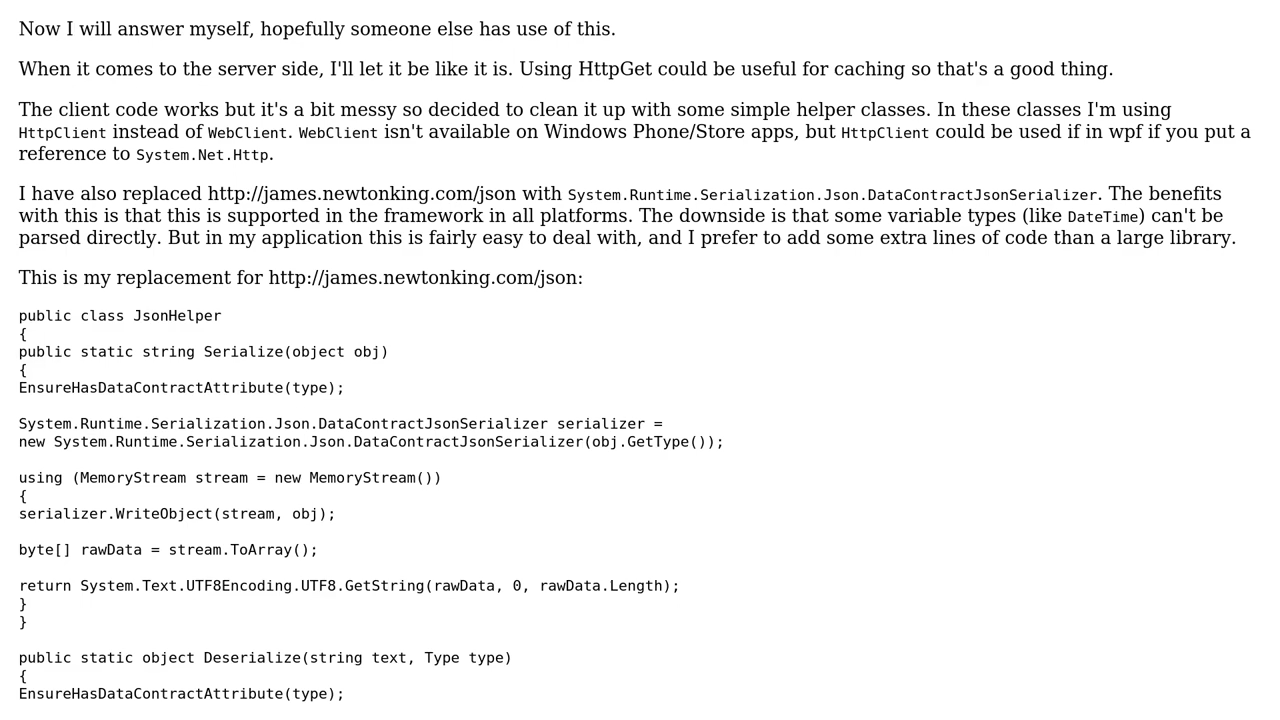 Now I will answer myself, hopefully someone else has use of this.
When it comes to the server side, I'll let it be like it is. Using HttpGet could be useful for caching so that's a good thing.
The client code works but it's a bit messy so decided to clean it up with some simple helper classes. In these classes I'm using
HttpClient instead of WebClient. WebClient isn't available on Windows Phone/Store apps, but HttpClient could be used if in wpf if you put a
reference to System.Net.Http.
I have also replaced http://james.newtonking.com/json with System.Runtime.Serialization.Json.DataContractJsonSerializer. The benefits
with this is that this is supported in the framework in all platforms. The downside is that some variable types (like DateTime) can't be
parsed directly. But in my application this is fairly easy to deal with, and I prefer to add some extra lines of code than a large library.
This is my replacement for http://james.newtonking.com/json:
public class JsonHelper
{
public static string Serialize(object obj)
{
EnsureHasDataContractAttribute(type);
System.Runtime.Serialization.Json.DataContractJsonSerializer serializer =
new System.Runtime.Serialization.Json.DataContractJsonSerializer(obj.GetType());
using (MemoryStream stream = new MemoryStream())
{
serializer.WriteObject(stream, obj);
byte[] rawData = stream.ToArray();
return System.Text.UTF8Encoding.UTF8.GetString(rawData, 0, rawData.Length);
}
}
public static object Deserialize(string text, Type type)
{
EnsureHasDataContractAttribute(type);